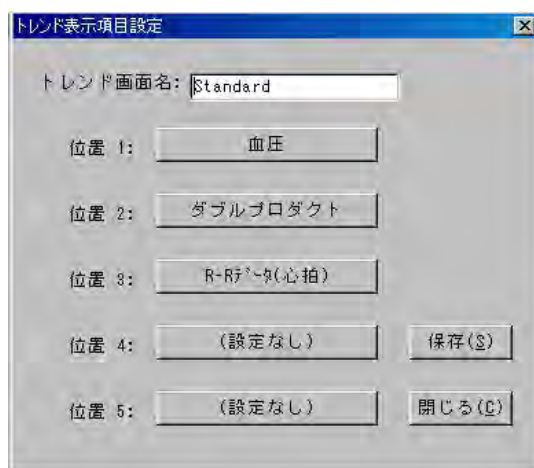 トレンド表示項目設定
トレンド画面名: Standard
位置 1: 血圧
位置 2: ダブルプロダクト
位置 3: R-Rﾃﾞｰﾀ(心拍)
位置 4: (設定なし) 保存(S)
位置 5: (設定なし) 閉じる(C)